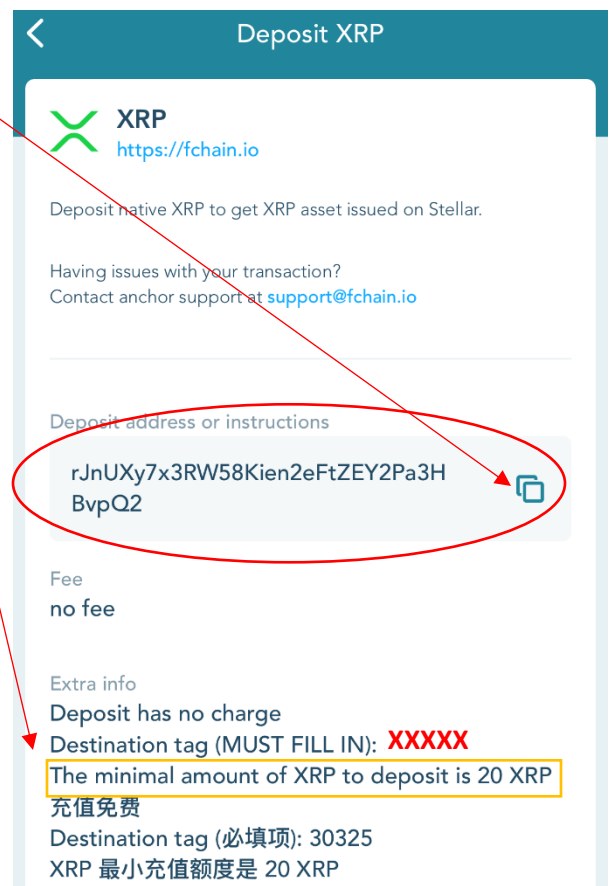 Deposit XRP
XRP
https://fchain.io
Deposit native XRP to get XRP asset issued on Stellar.
Having issues with your transaction?
Contact anchor support at support@fchain.io
Deposit address or instructions
rJnUXy7x3RW58Kien2eFtZEY2Pa3H
BvpQ2
Fee
no fee
Extra info
Deposit has no charge
Destination tag (MUST FILL IN): XXXXX
The minimal amount of XRP to deposit is 20 XRP
充值免费
Destination tag (必填项): 30325
XRP 最小充值额度是 20 XRP